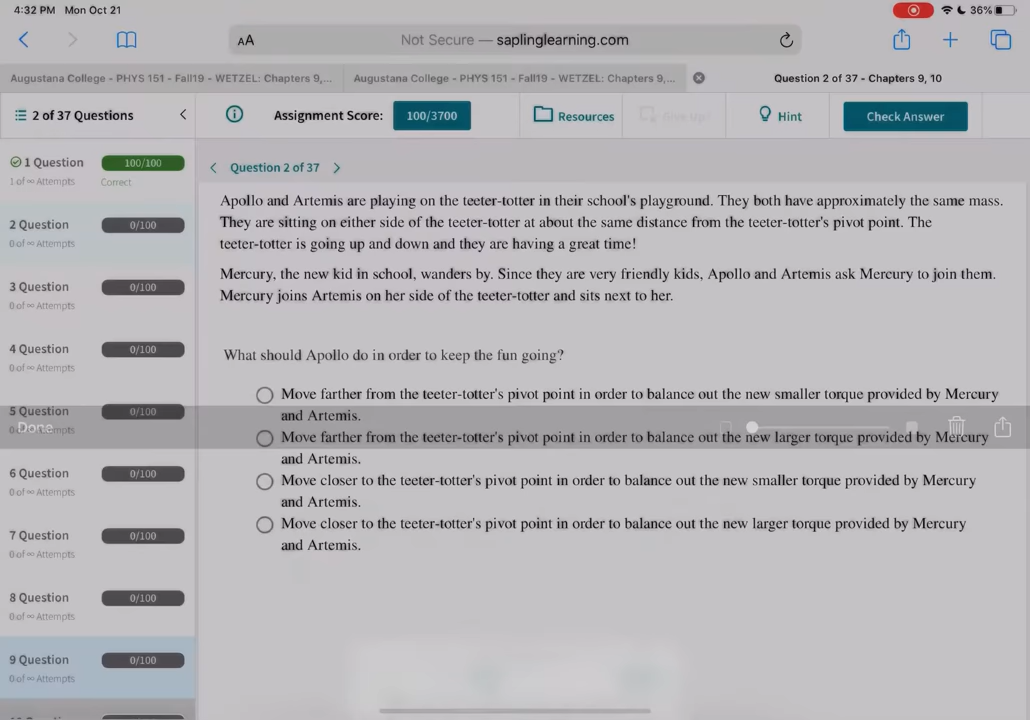 4:32 PM Mon Oct 21
36%
AA
Not Secure — saplinglearning.com
Augustana College - PHYS 151 - Fall19 - WETZEL: Chapters 9,...
Augustana College - PHYS 151 - Fall19 - WETZEL: Chapters 9,...
Question 2 of 37 - Chapters 9, 10
2 of 37 Questions
Assignment Score:
100/3700
Resources
Give Up?
Hint
Check Answer
1 Question
100/100
1 of ∞ Attempts
Correct
2 Question
0/100
0 of ∞ Attempts
3 Question
0/100
0 of ∞ Attempts
4 Question
0/100
0 of ∞ Attempts
5 Question
0/100
0 of ∞ Attempts
Done
6 Question
0/100
0 of ∞ Attempts
7 Question
0/100
0 of ∞ Attempts
8 Question
0/100
0 of ∞ Attempts
9 Question
0/100
0 of ∞ Attempts
Question 2 of 37
Apollo and Artemis are playing on the teeter-totter in their school's playground. They both have approximately the same mass.
They are sitting on either side of the teeter-totter at about the same distance from the teeter-totter's pivot point. The
teeter-totter is going up and down and they are having a great time!
Mercury, the new kid in school, wanders by. Since they are very friendly kids, Apollo and Artemis ask Mercury to join them.
Mercury joins Artemis on her side of the teeter-totter and sits next to her.
What should Apollo do in order to keep the fun going?
Move farther from the teeter-totter's pivot point in order to balance out the new smaller torque provided by Mercury
and Artemis.
Move farther from the teeter-totter's pivot point in order to balance out the new larger torque provided by Mercury
and Artemis.
Move closer to the teeter-totter's pivot point in order to balance out the new smaller torque provided by Mercury
and Artemis.
Move closer to the teeter-totter's pivot point in order to balance out the new larger torque provided by Mercury
and Artemis.